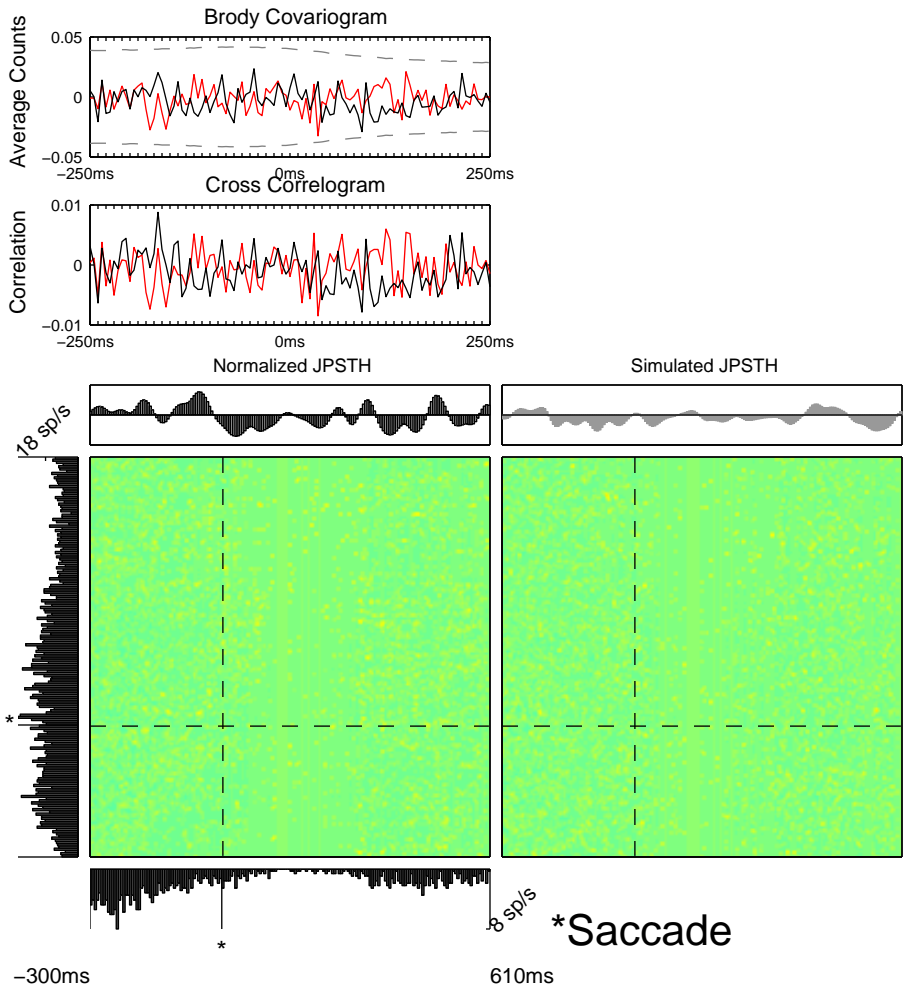 Brody Covariogram
Average Counts
0.05
0
−0.05
−250ms
0ms
250ms
Cross Correlogram
Correlation
0.01
0
−0.01
−250ms
0ms
250ms
Normalized JPSTH
Simulated JPSTH
18 sp/s
*
8 sp/s
*
*Saccade
−300ms
610ms